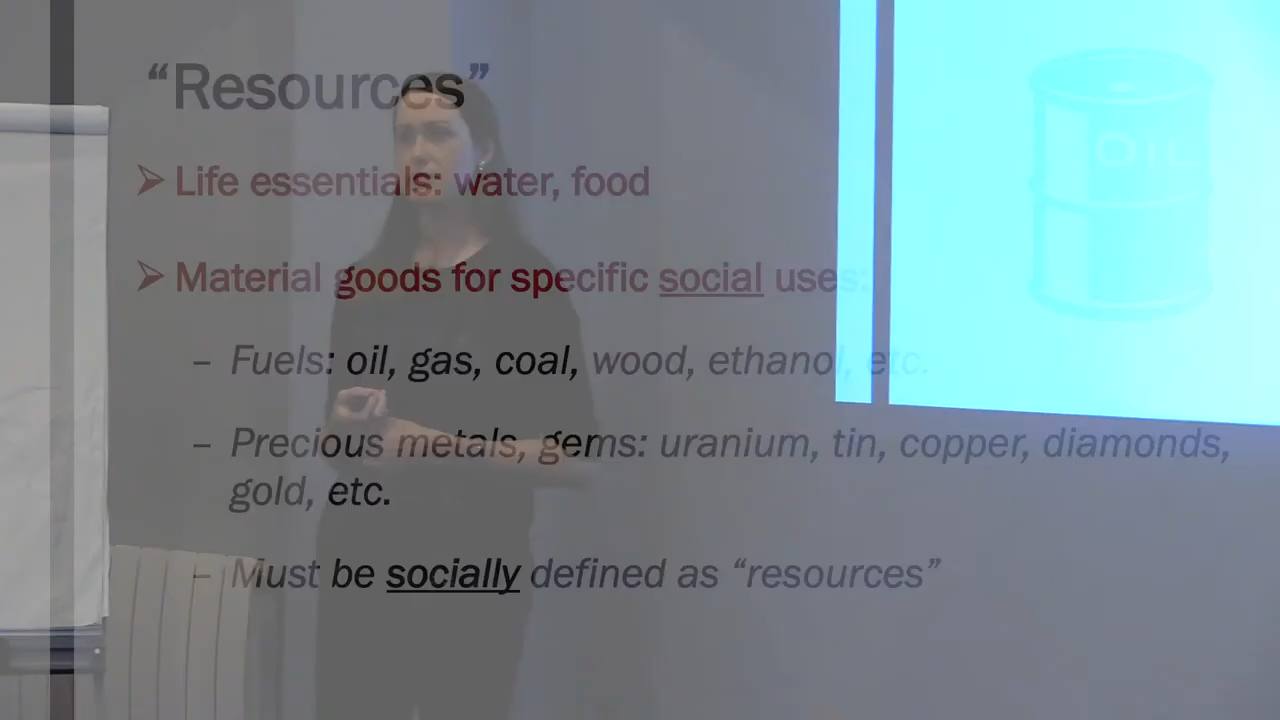 “Resources”
➢ Life essentials: water, food
➢ Material goods for specific social uses:
– Fuels: oil, gas, coal, wood, ethanol, etc.
– Precious metals, gems: uranium, tin, copper, diamonds,
gold, etc.
– Must be socially defined as “resources”
OIL